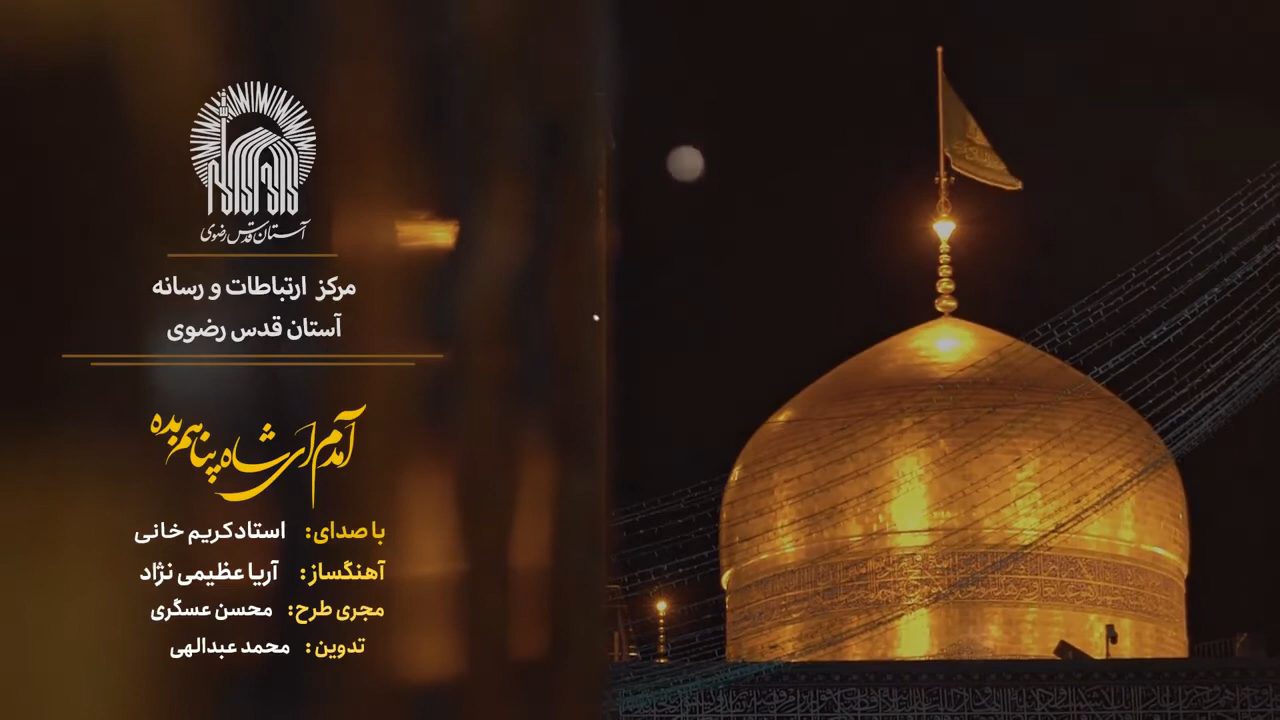 آستان قدس رضوی
مرکز ارتباطات و رسانه
آستان قدس رضوی
آمدم ای شاه پناهم بده
با صدای: استاد کریم خانی
آهنگساز: آریا عظیمی نژاد
مجری طرح: محسن عسگری
تدوین: محمد عبدالهی